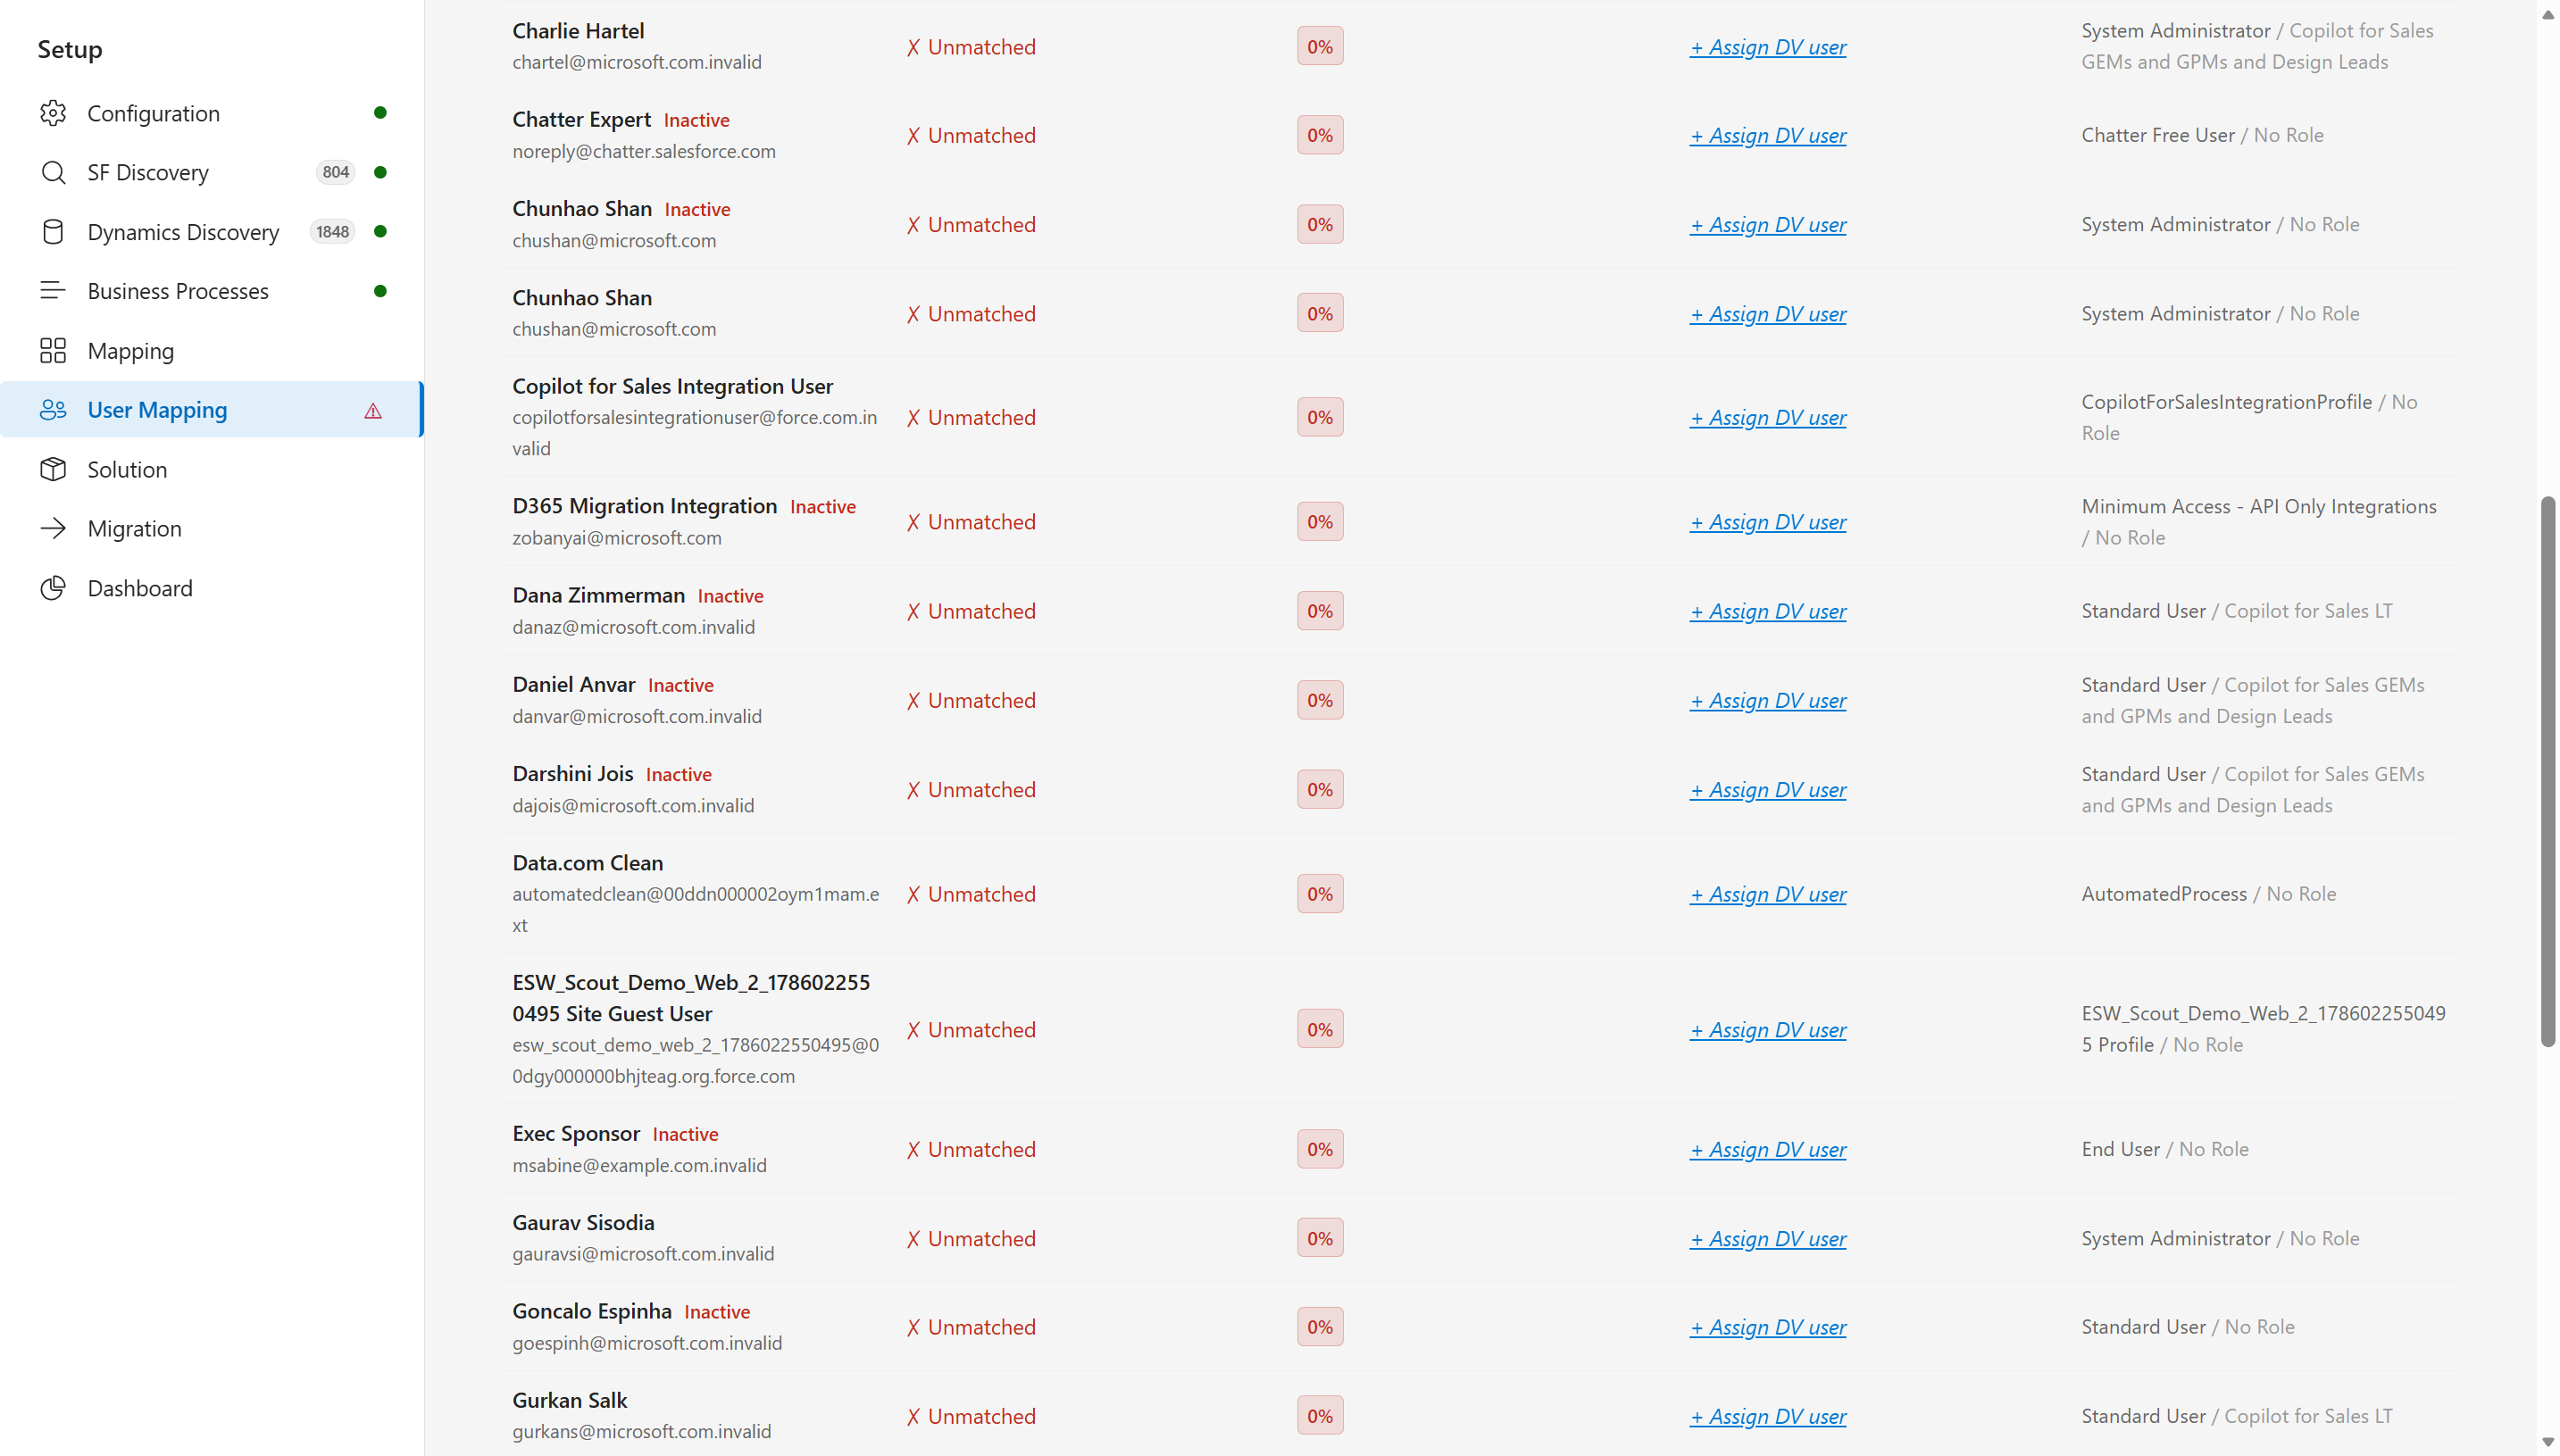 Setup
Configuration
SF Discovery 804
Dynamics Discovery 1848
Business Processes
Mapping
User Mapping
Solution
Migration
Dashboard
Charlie Hartel
chartel@microsoft.com.invalid
✗ Unmatched
0%
+ Assign DV user
System Administrator / Copilot for Sales
GEMs and GPMs and Design Leads
Chatter Expert Inactive
noreply@chatter.salesforce.com
✗ Unmatched
0%
+ Assign DV user
Chatter Free User / No Role
Chunhao Shan Inactive
chushan@microsoft.com
✗ Unmatched
0%
+ Assign DV user
System Administrator / No Role
Chunhao Shan
chushan@microsoft.com
✗ Unmatched
0%
+ Assign DV user
System Administrator / No Role
Copilot for Sales Integration User
copilotforsalesintegrationuser@force.com.in
valid
✗ Unmatched
0%
+ Assign DV user
CopilotForSalesIntegrationProfile / No
Role
D365 Migration Integration Inactive
zobanyai@microsoft.com
✗ Unmatched
0%
+ Assign DV user
Minimum Access - API Only Integrations
/ No Role
Dana Zimmerman Inactive
danaz@microsoft.com.invalid
✗ Unmatched
0%
+ Assign DV user
Standard User / Copilot for Sales LT
Daniel Anvar Inactive
danvar@microsoft.com.invalid
✗ Unmatched
0%
+ Assign DV user
Standard User / Copilot for Sales GEMs
and GPMs and Design Leads
Darshini Jois Inactive
dajois@microsoft.com.invalid
✗ Unmatched
0%
+ Assign DV user
Standard User / Copilot for Sales GEMs
and GPMs and Design Leads
Data.com Clean
automatedclean@00ddn000002oym1mam.e
xt
✗ Unmatched
0%
+ Assign DV user
AutomatedProcess / No Role
ESW_Scout_Demo_Web_2_178602255
0495 Site Guest User
esw_scout_demo_web_2_1786022550495@0
0dgy000000bhjteag.org.force.com
✗ Unmatched
0%
+ Assign DV user
ESW_Scout_Demo_Web_2_178602255049
5 Profile / No Role
Exec Sponsor Inactive
msabine@example.com.invalid
✗ Unmatched
0%
+ Assign DV user
End User / No Role
Gaurav Sisodia
gauravsi@microsoft.com.invalid
✗ Unmatched
0%
+ Assign DV user
System Administrator / No Role
Goncalo Espinha Inactive
goespinh@microsoft.com.invalid
✗ Unmatched
0%
+ Assign DV user
Standard User / No Role
Gurkan Salk
gurkans@microsoft.com.invalid
✗ Unmatched
0%
+ Assign DV user
Standard User / Copilot for Sales LT